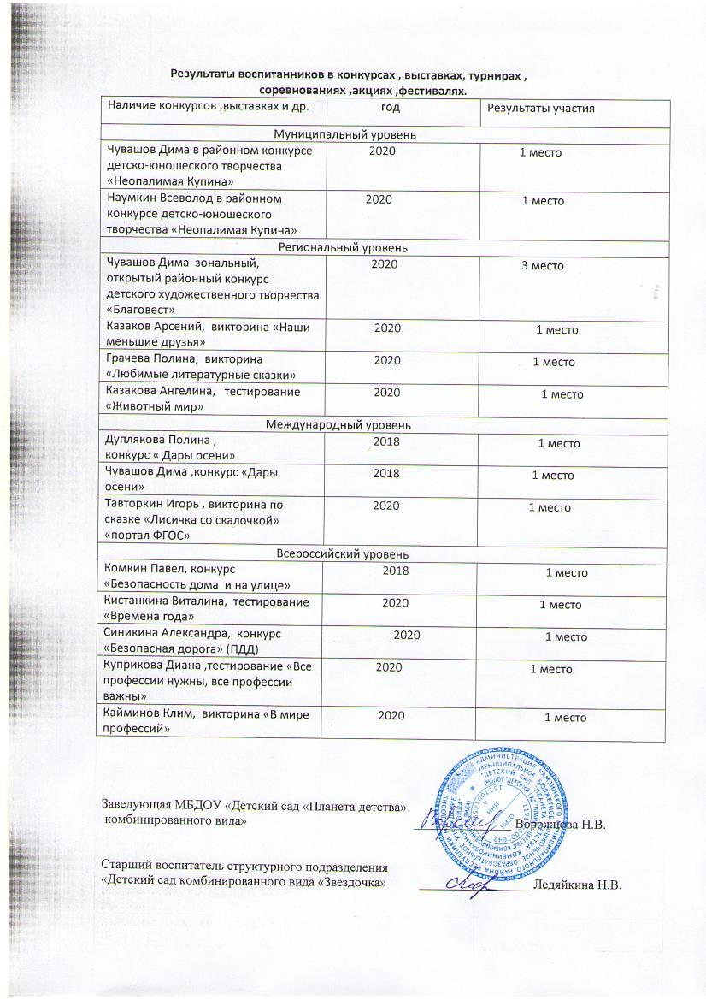 Результаты воспитанников в конкурсах , выставках, турнирах ,
соревнованиях ,акциях ,фестивалях.
Наличие конкурсов ,выставках и др. год Результаты участия
Муниципальный уровень
Чувашов Дима в районном конкурсе 2020 1 место
детско-юношеского творчества
«Неопалимая Купина»
Наумкин Всеволод в районном 2020 1 место
конкурсе детско-юношеского
творчества «Неопалимая Купина»
Региональный уровень
Чувашов Дима зональный, 2020 3 место
открытый районный конкурс
детского художественного творчества
«Благовест»
Казаков Арсений, викторина «Наши 2020 1 место
меньшие друзья»
Грачева Полина, викторина 2020 1 место
«Любимые литературные сказки»
Казакова Ангелина, тестирование 2020 1 место
«Животный мир»
Международный уровень
Дуплякова Полина , 2018 1 место
конкурс « Дары осени»
Чувашов Дима ,конкурс «Дары 2018 1 место
осени»
Тавторкин Игорь , викторина по 2020 1 место
сказке «Лисичка со скалочкой»
«портал ФГОС»
Всероссийский уровень
Комкин Павел, конкурс 2018 1 место
«Безопасность дома и на улице»
Кистанкина Виталина, тестирование 2020 1 место
«Времена года»
Синикина Александра, конкурс 2020 1 место
«Безопасная дорога» (ПДД)
Куприкова Диана ,тестирование «Все 2020 1 место
профессии нужны, все профессии
важны»
Кайминов Клим, викторина «В мире 2020 1 место
профессий»
Заведующая МБДОУ «Детский сад «Планета детства»
комбинированного вида» Ворожцова Н.В.
Старший воспитатель структурного подразделения
«Детский сад комбинированного вида «Звездочка» Ледяйкина Н.В.
АДМИНИСТРАЦИЯ ЧАМЗИНСКОГО МУНИЦИПАЛЬНОГО РАЙОНА РЕСПУБЛИКИ МОРДОВИЯ